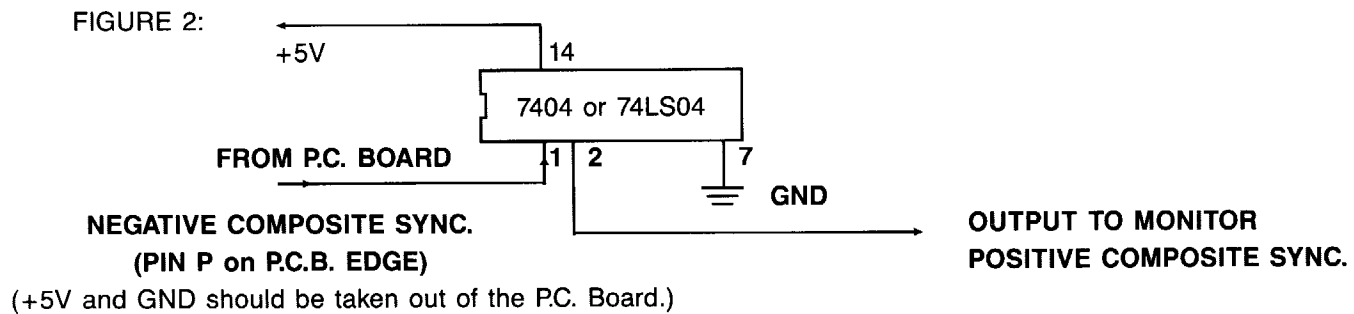 FIGURE 2:
+5V
14
7404 or 74LS04
FROM P.C. BOARD
1 2 7
GND
NEGATIVE COMPOSITE SYNC.
(PIN P on P.C.B. EDGE)
OUTPUT TO MONITOR
POSITIVE COMPOSITE SYNC.
(+5V and GND should be taken out of the P.C. Board.)